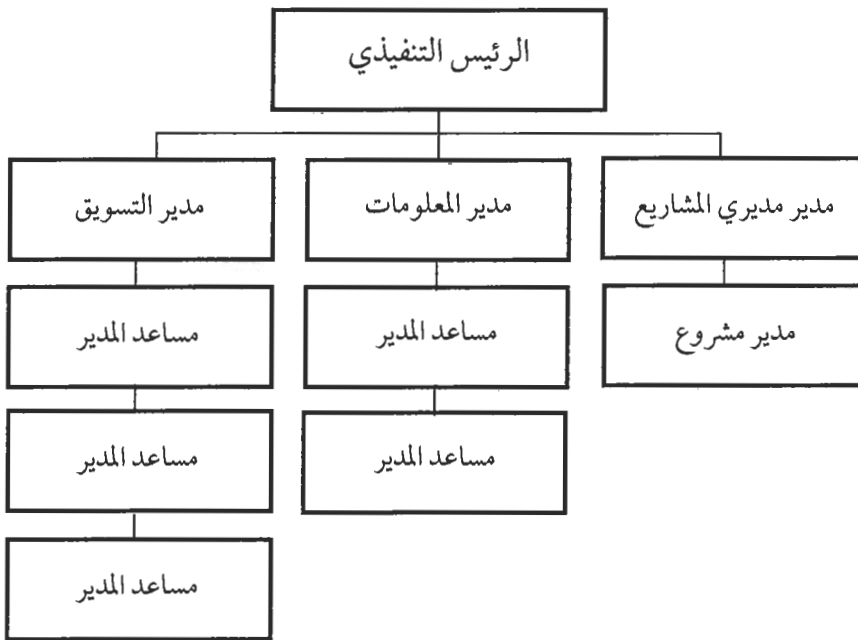 الرئيس التنفيذي
مدير مديري المشاريع
مدير المعلومات
مدير التسويق
مدير مشروع
مساعد المدير
مساعد المدير
مساعد المدير
مساعد المدير
مساعد المدير